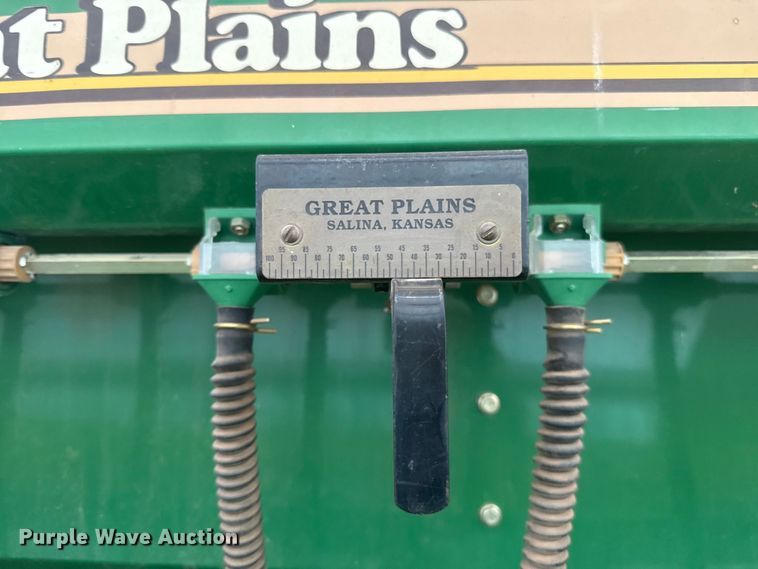 at Plains
GREAT PLAINS
SALINA, KANSAS
95 85 75 65 55 45 35 25 15 5
100 90 80 70 60 50 40 30 20 10 0
Purple Wave Auction